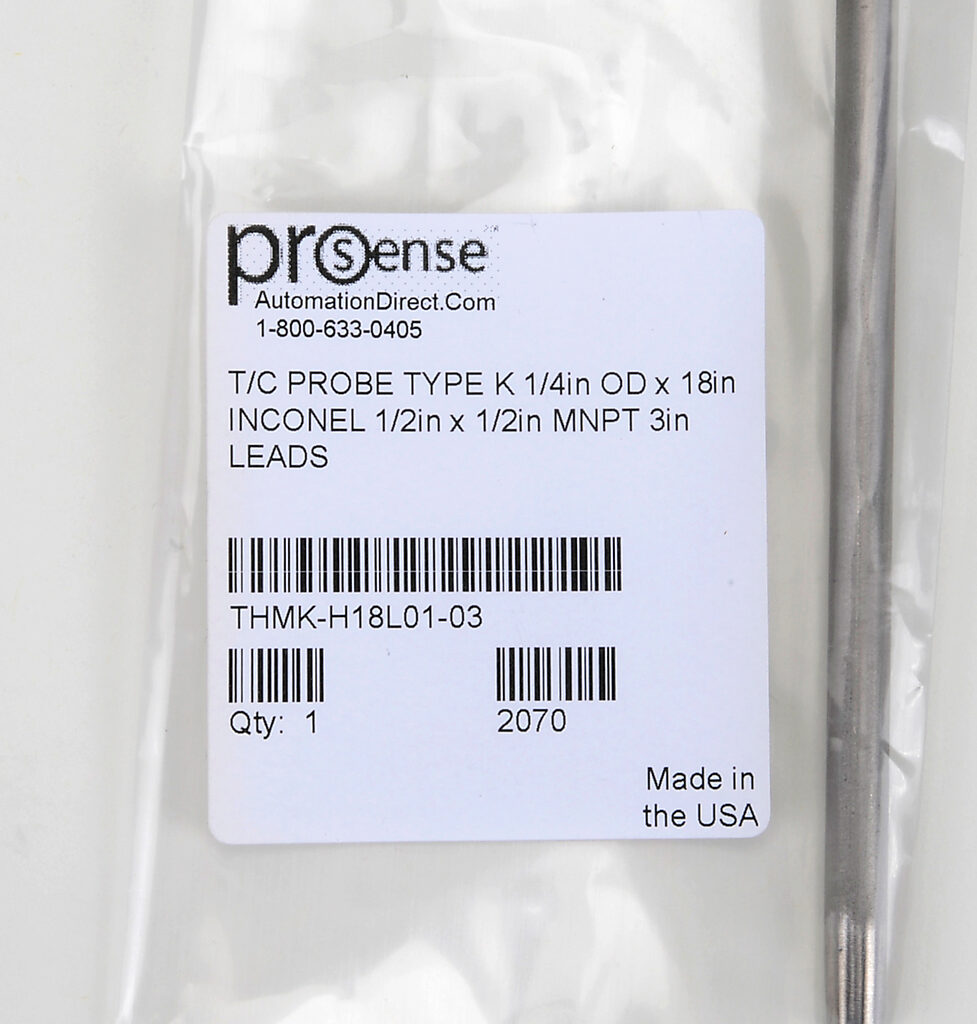 prosense
AutomationDirect.Com
1-800-633-0405
T/C PROBE TYPE K 1/4in OD x 18in
INCONEL 1/2in x 1/2in MNPT 3in
LEADS
THMK-H18L01-03
Qty: 1
2070
Made in
the USA